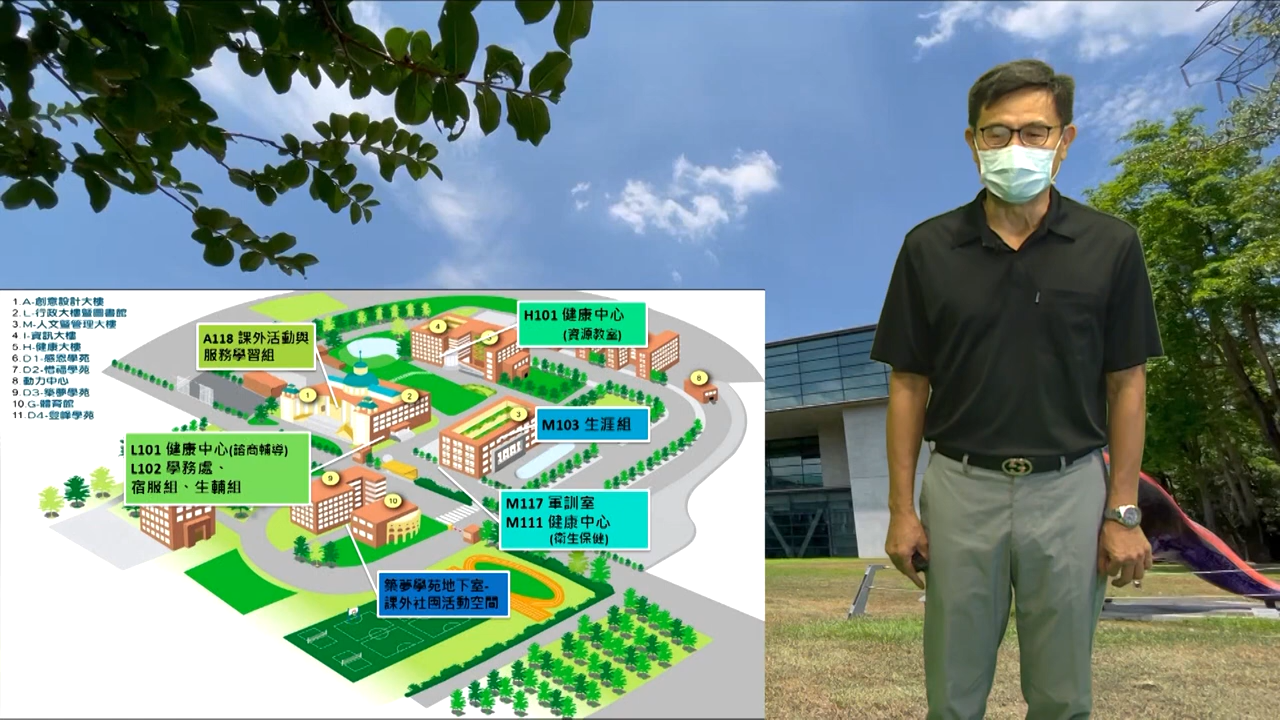 1.A-創意設計大樓
2.L-行政大樓暨圖書館
3.M-人文暨管理大樓
4.I-資訊大樓
5.H-健康大樓
6.D1-感恩學苑
7.D2-惜福學苑
8 動力中心
9.D3-築夢學苑
10.G-體育館
11.D4-登峰學苑
A118 課外活動與
服務學習組
H101 健康中心
(資源教室)
M103 生涯組
L101 健康中心(諮商輔導)
L102 學務處、
宿服組、生輔組
M117 軍訓室
M111 健康中心
(衛生保健)
築夢學苑地下室-
課外社團活動空間
4
1
2
3
8
9
10